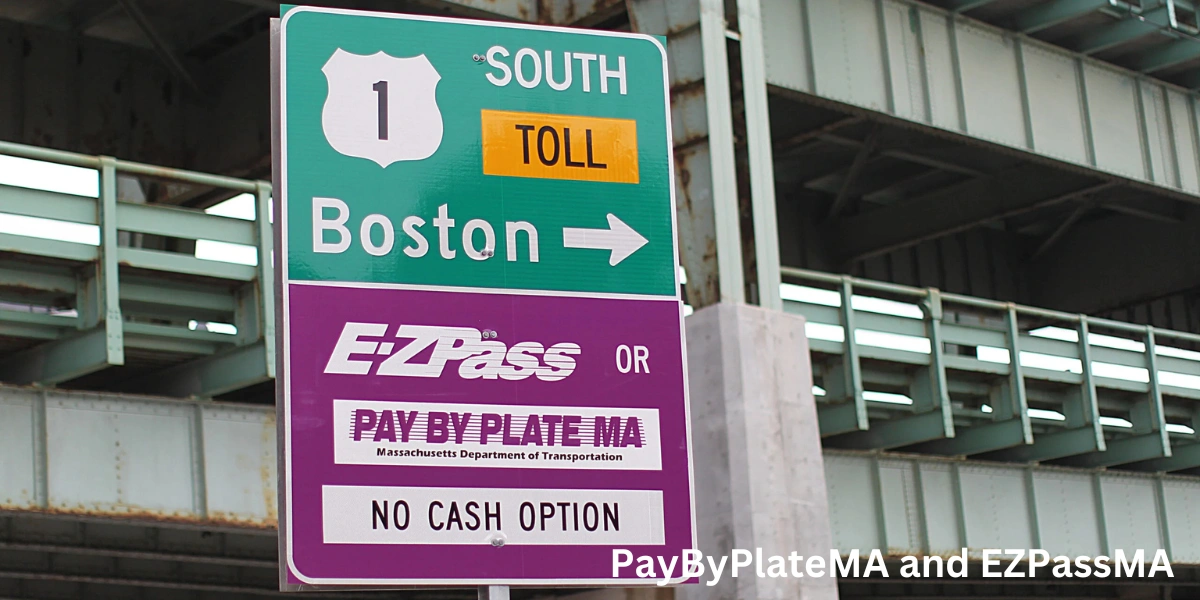 1
SOUTH
TOLL
Boston
E-ZPass OR
PAY BY PLATE MA
Massachusetts Department of Transportation
NO CASH OPTION
PayByPlateMA and EZPassMA